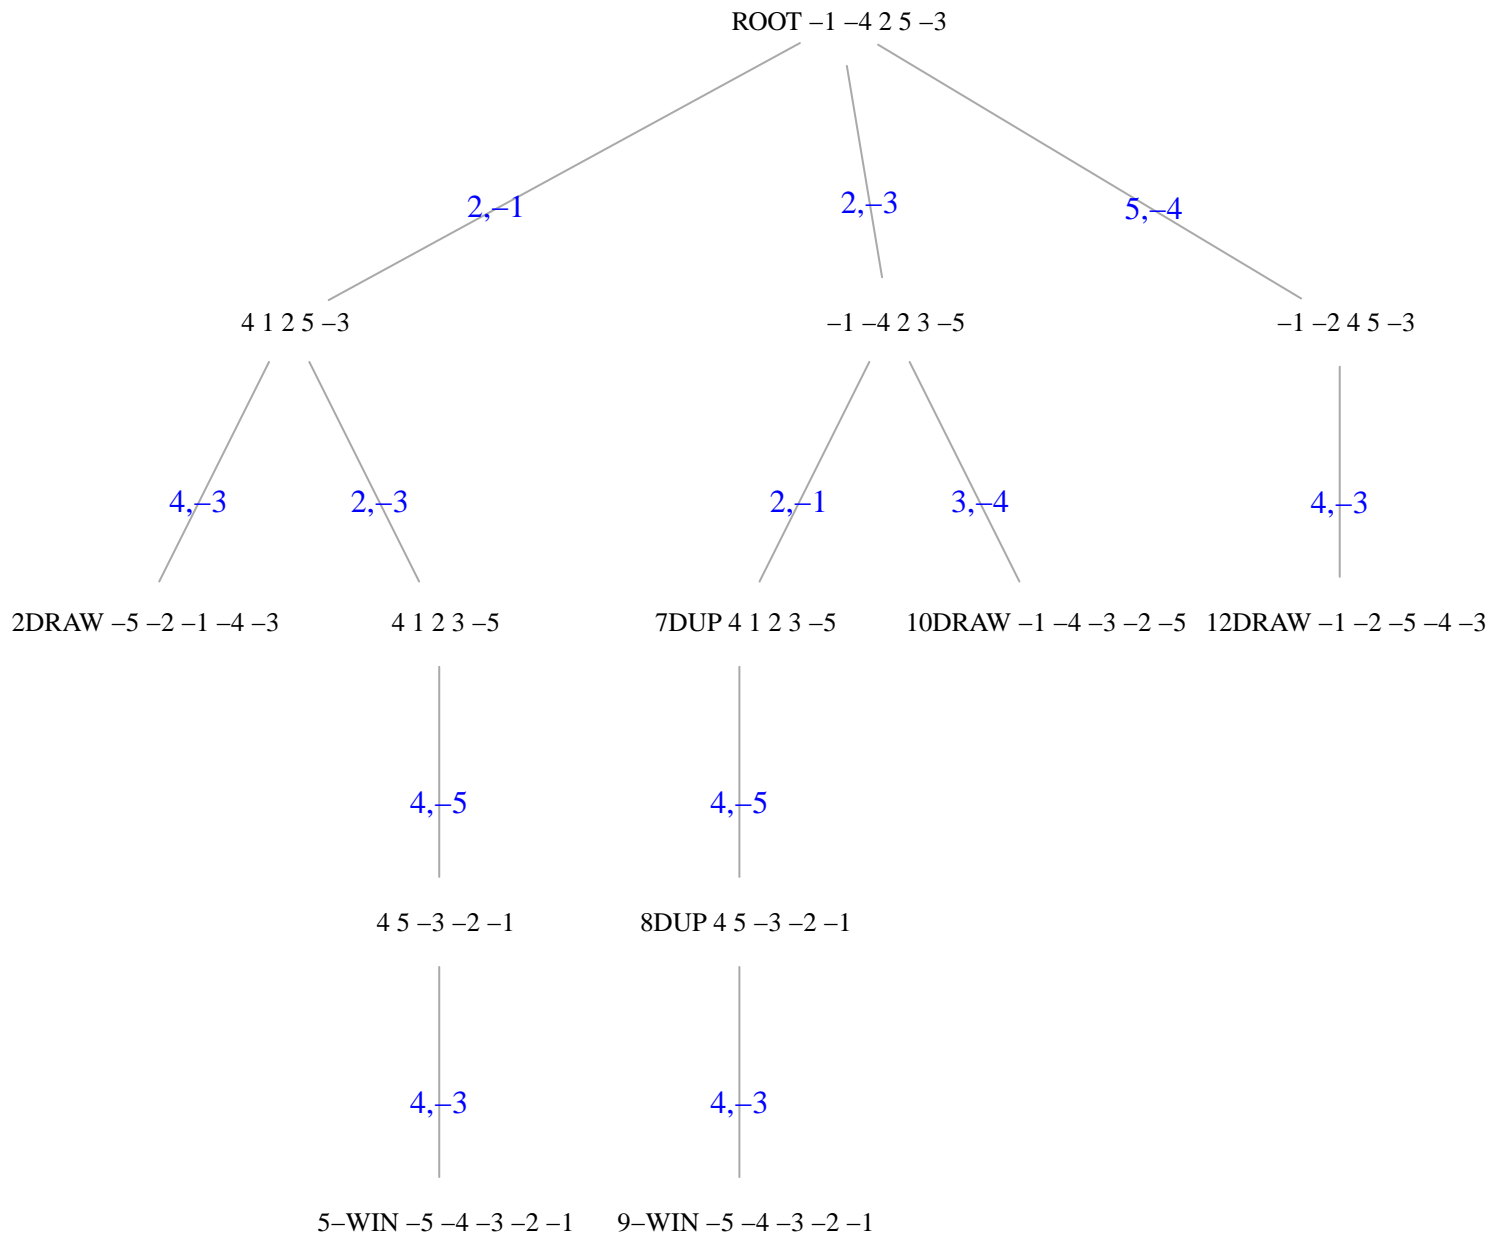 ROOT –1 –4 2 5 –3
2,–1
2,–3
5,–4
4 1 2 5 –3
–1 –4 2 3 –5
–1 –2 4 5 –3
4,–3
2,–3
2,–1
3,–4
4,–3
2DRAW –5 –2 –1 –4 –3
4 1 2 3 –5
7DUP 4 1 2 3 –5
10DRAW –1 –4 –3 –2 –5
12DRAW –1 –2 –5 –4 –3
4,–5
4,–5
4 5 –3 –2 –1
8DUP 4 5 –3 –2 –1
4,–3
4,–3
5–WIN –5 –4 –3 –2 –1
9–WIN –5 –4 –3 –2 –1